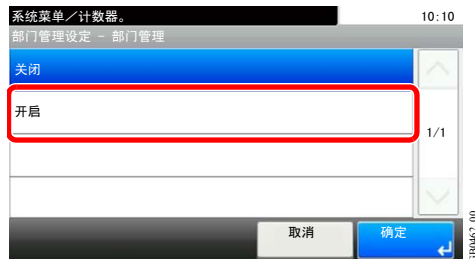 系统菜单／计数器。
10:10
部门管理设定 - 部门管理
关闭
开启
1/1
取消
确定
GB0462_00